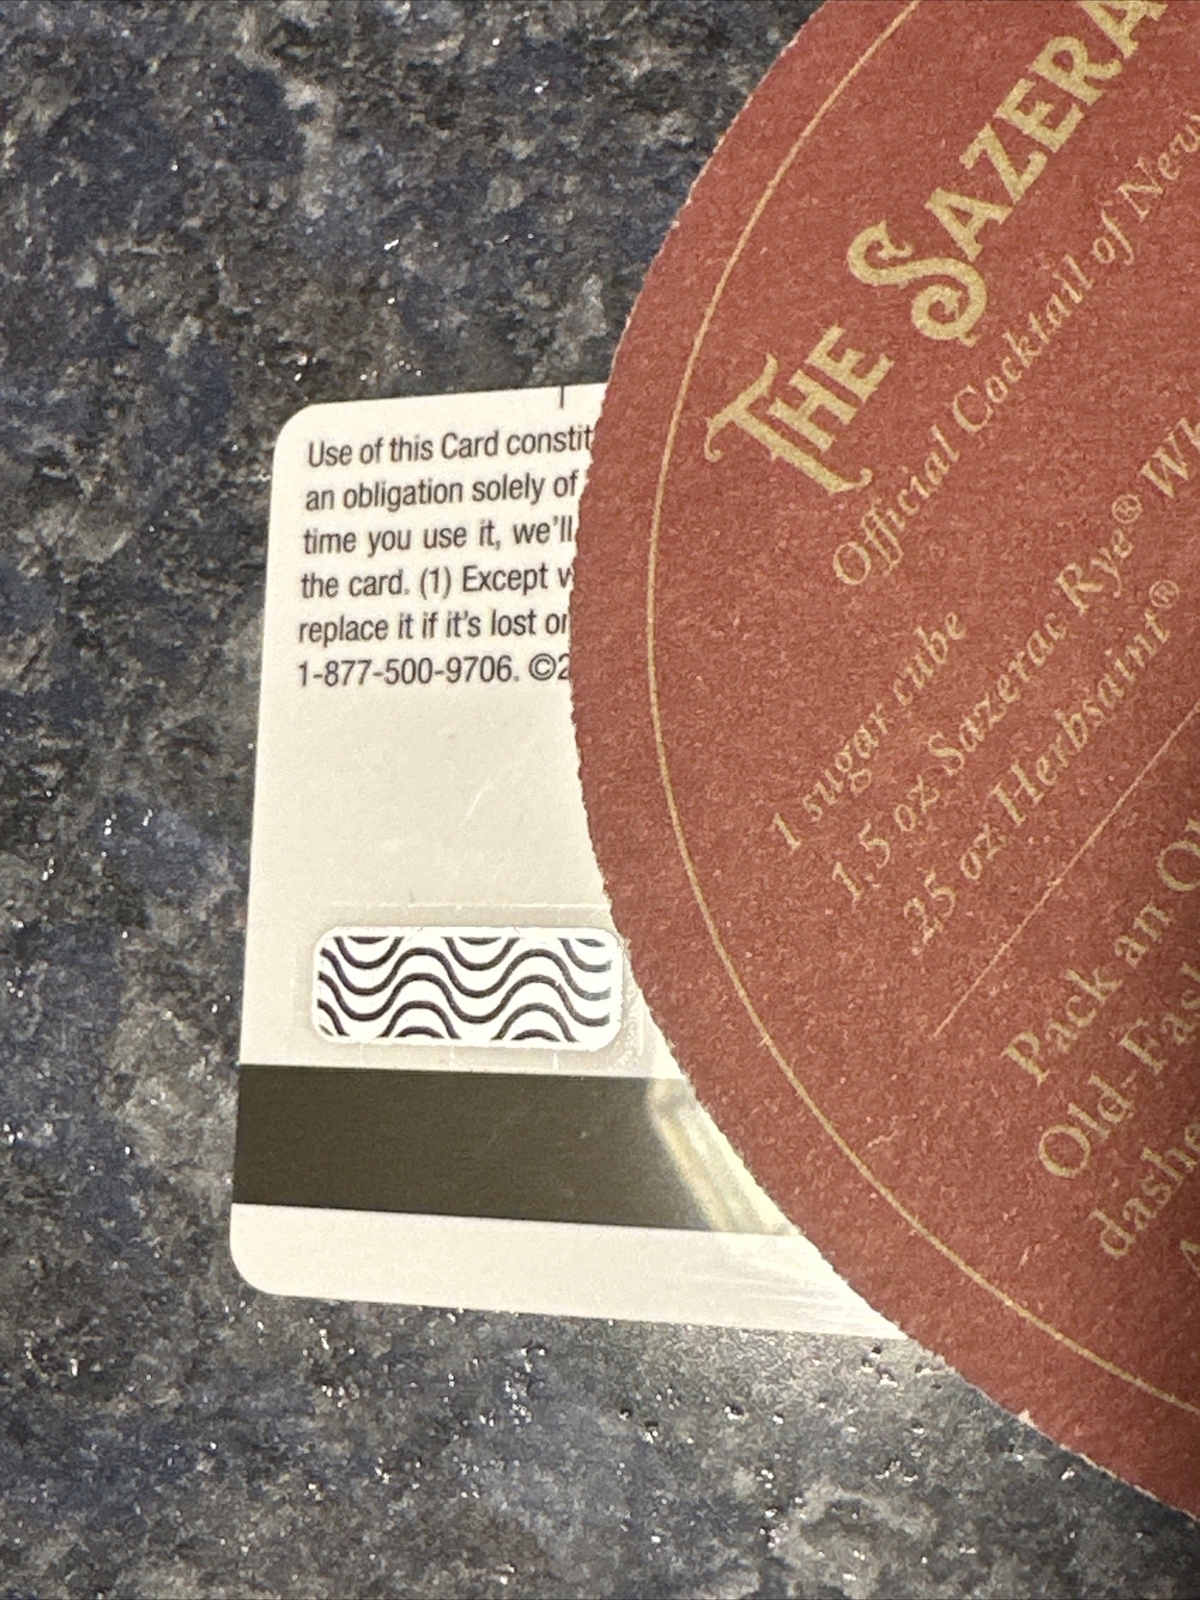 Use of this Card constit
an obligation solely of
time you use it, we'll
the card. (1) Except w
replace it if it's lost or
1-877-500-9706. ©2
THE SAZERA
Official Cocktail of New
1 sugar cube
1.5 oz Sazerac Rye® Wh
.25 oz Herbsaint®
Pack an O
Old-Fash
dashe
A